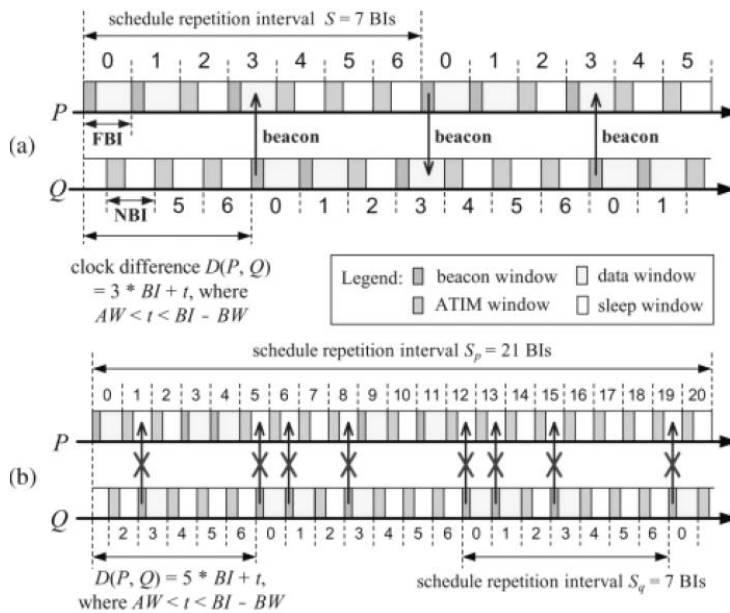 schedule repetition interval S = 7 BIs
0 1 2 3 4 5 6 0 1 2 3 4 5
P
FBI
beacon beacon beacon
(a)
Q
NBI
5 6 0 1 2 3 4 5 6 0 1
clock difference D(P, Q)
= 3 * BI + t, where
AW < t < BI - BW
Legend: beacon window data window
ATIM window sleep window
schedule repetition interval Sp = 21 BIs
0 1 2 3 4 5 6 7 8 9 10 11 12 13 14 15 16 17 18 19 20
P
(b)
Q
2 3 4 5 6 0 1 2 3 4 5 6 0 1 2 3 4 5 6 0
D(P, Q) = 5 * BI + t,
where AW < t < BI - BW
schedule repetition interval Sq = 7 BIs